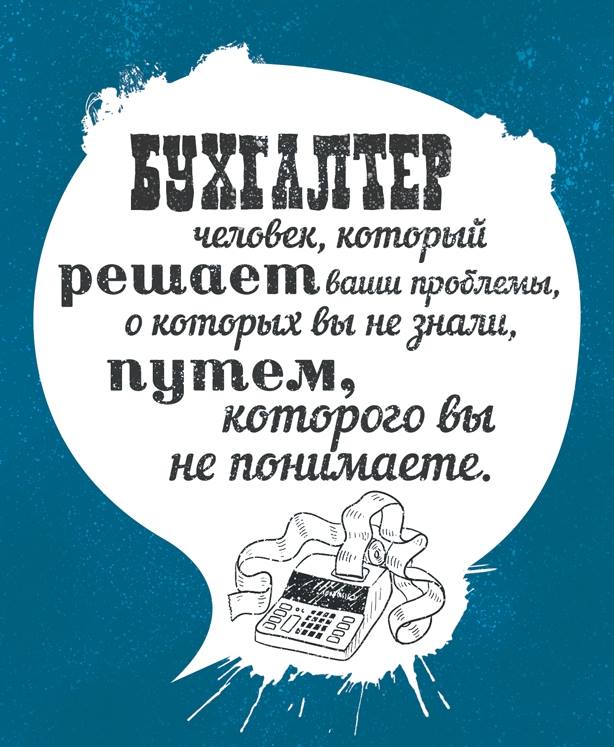 БУХГАЛТЕР
человек, который
решает ваши проблемы,
о которых вы не знали,
путем,
которого вы
не понимаете.